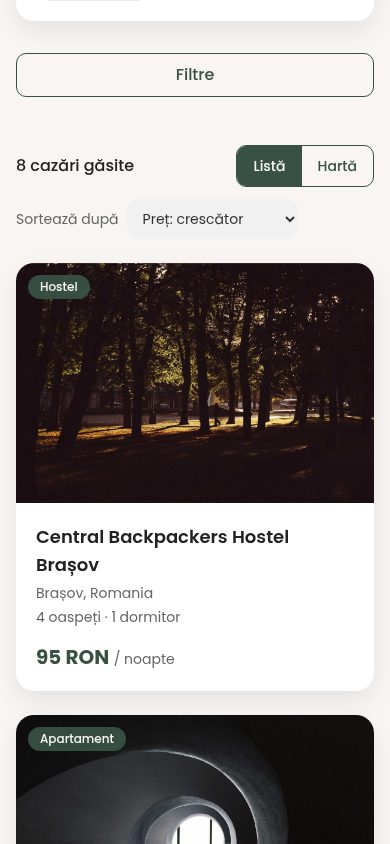 Filtre
8 cazări găsite
Listă
Hartă
Sortează după
Preț: crescător
Hostel
Central Backpackers Hostel
Brașov
Brașov, Romania
4 oaspeți · 1 dormitor
95 RON / noapte
Apartament